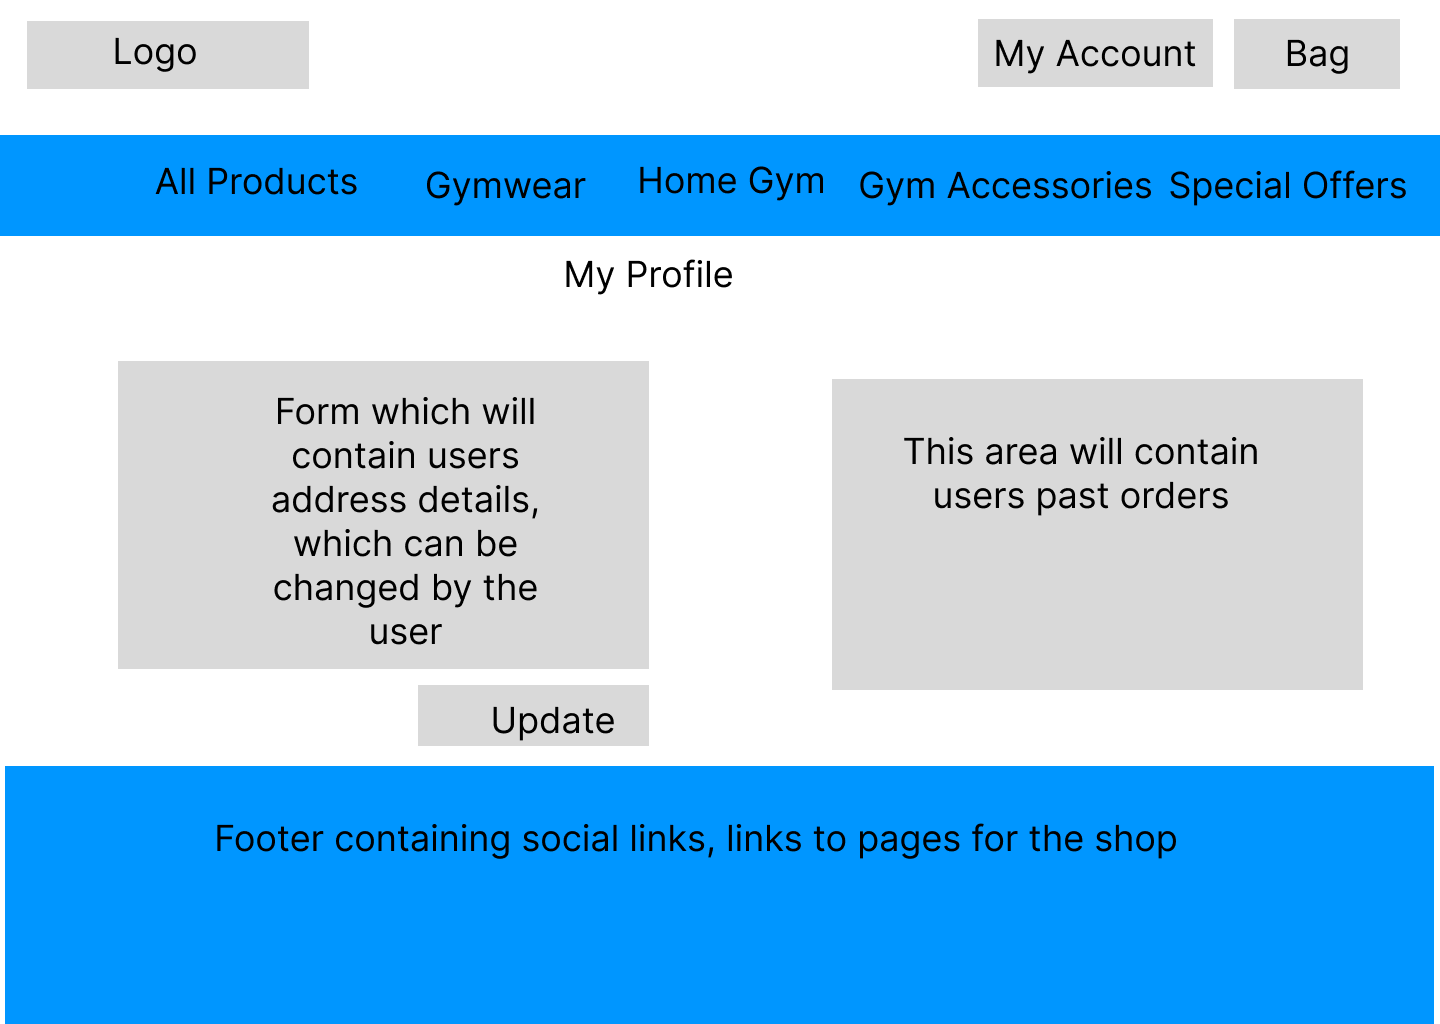 Logo
My Account
Bag
All Products
Gymwear
Home Gym
Gym Accessories
Special Offers
My Profile
Form which will
contain users
address details,
which can be
changed by the
user
This area will contain
users past orders
Update
Footer containing social links, links to pages for the shop